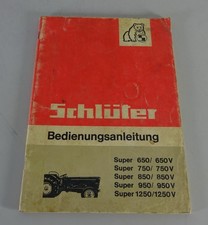 Schlüter
Bedienungsanleitung
Super 650/ 650V
Super 750/ 750V
Super 850/ 850V
Super 950/ 950V
Super 1250/1250V